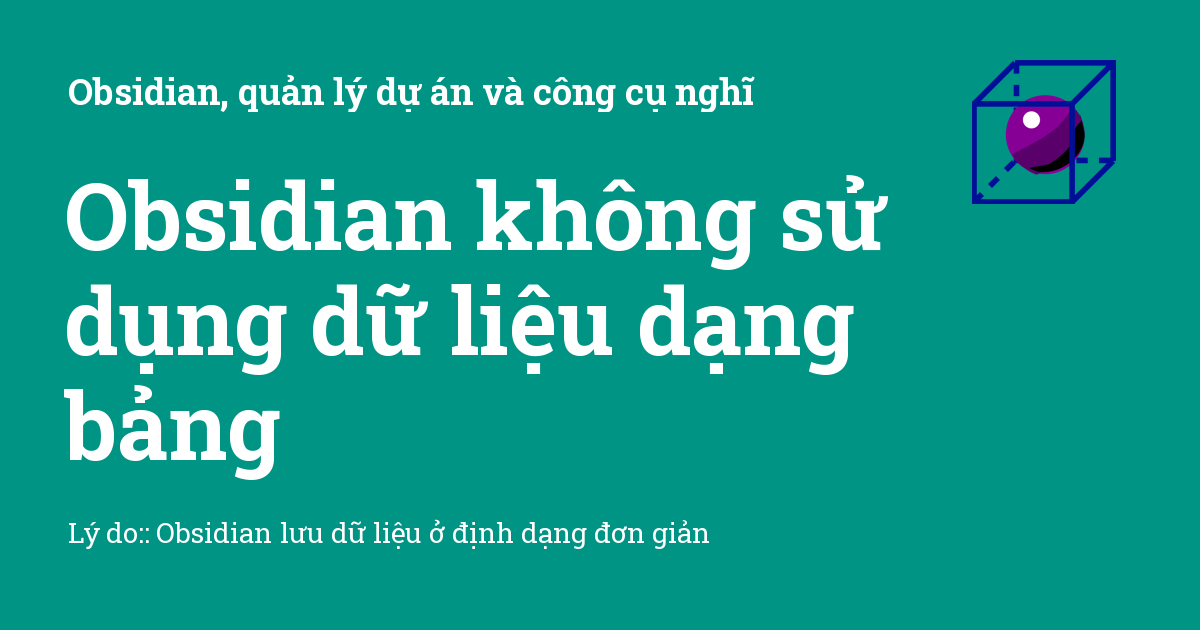 Obsidian, quản lý dự án và công cụ nghĩ
Obsidian không sử
dụng dữ liệu dạng
bảng
Lý do:: Obsidian lưu dữ liệu ở định dạng đơn giản